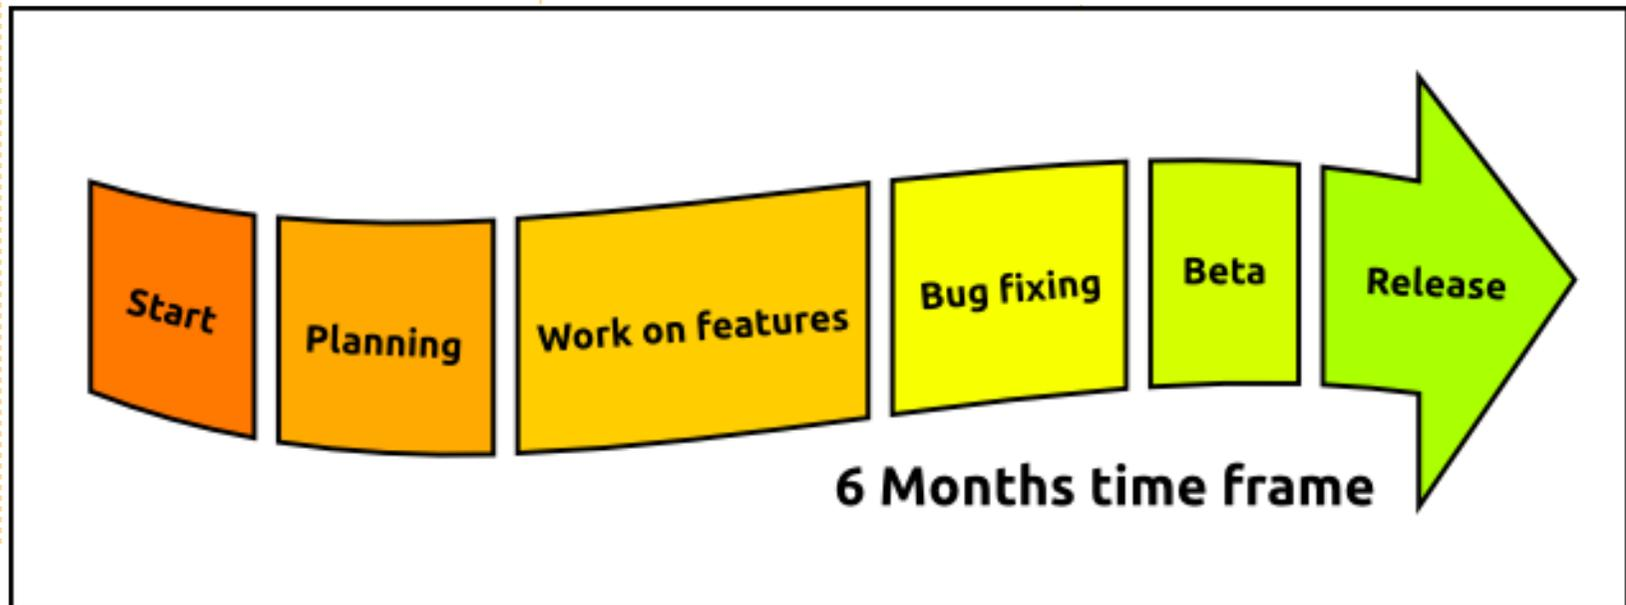 Start
Planning
Work on features
Bug fixing
Beta
Release
6 Months time frame